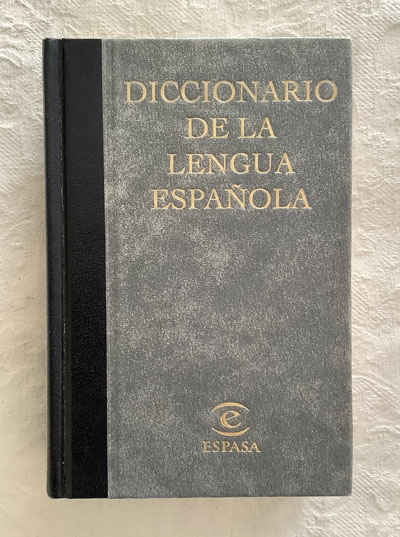 DICCIONARIO
DE LA
LENGUA
ESPAÑOLA
e
ESPASA